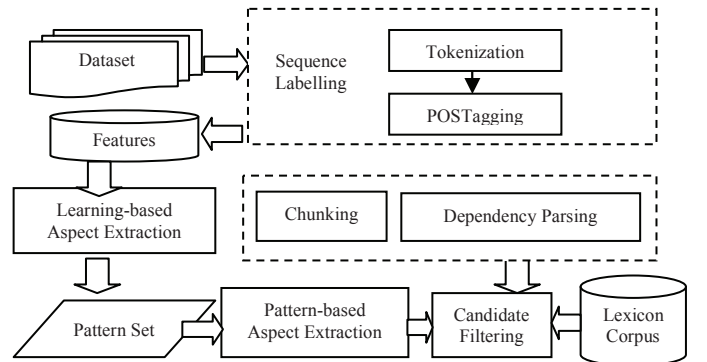 Dataset
Sequence
Labelling
Tokenization
POSTagging
Features
Learning-based
Aspect Extraction
Chunking
Dependency Parsing
Pattern Set
Pattern-based
Aspect Extraction
Candidate
Filtering
Lexicon
Corpus